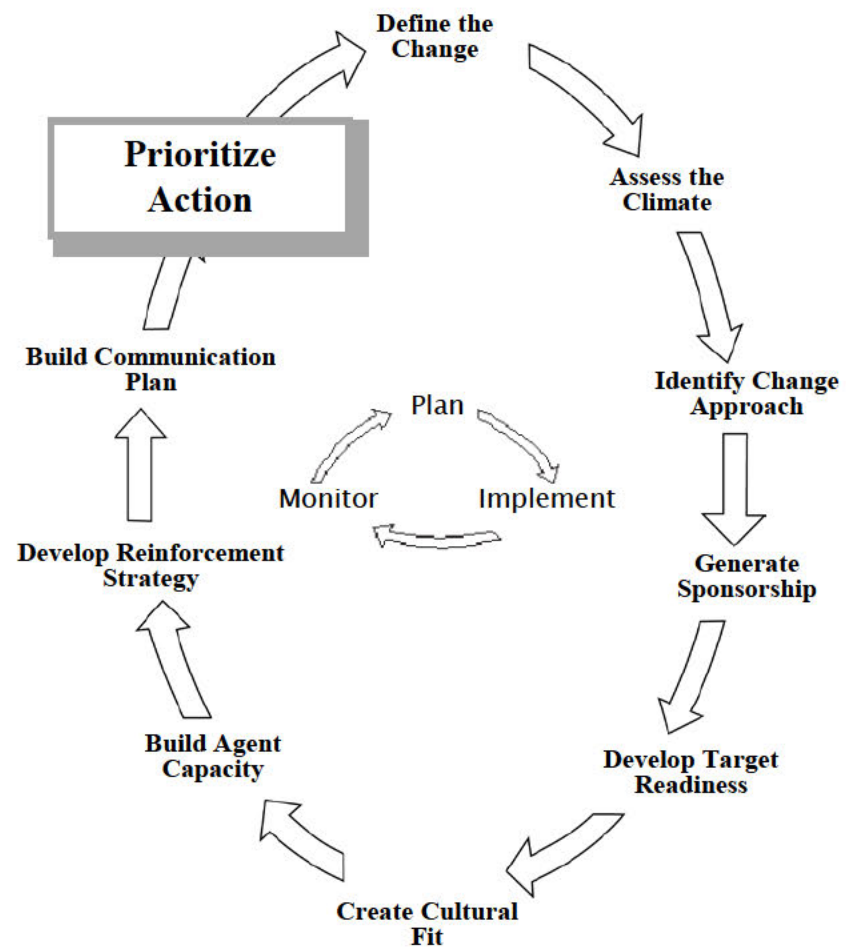 Define the
Change
Assess the
Climate
Identify Change
Approach
Generate
Sponsorship
Develop Target
Readiness
Create Cultural
Fit
Build Agent
Capacity
Develop Reinforcement
Strategy
Build Communication
Plan
Prioritize
Action
Plan
Implement
Monitor